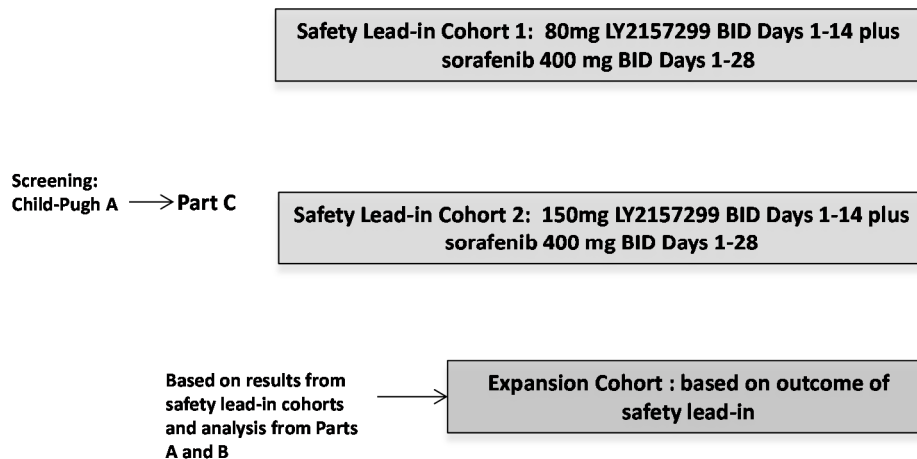 Safety Lead-in Cohort 1:  80mg LY2157299 BID Days 1-14 plus
sorafenib 400 mg BID Days 1-28
Screening:
Child-Pugh A
Part C
Safety Lead-in Cohort 2:  150mg LY2157299 BID Days 1-14 plus
sorafenib 400 mg BID Days 1-28
Based on results from
safety lead-in cohorts
and analysis from Parts
A and B
Expansion Cohort : based on outcome of
safety lead-in